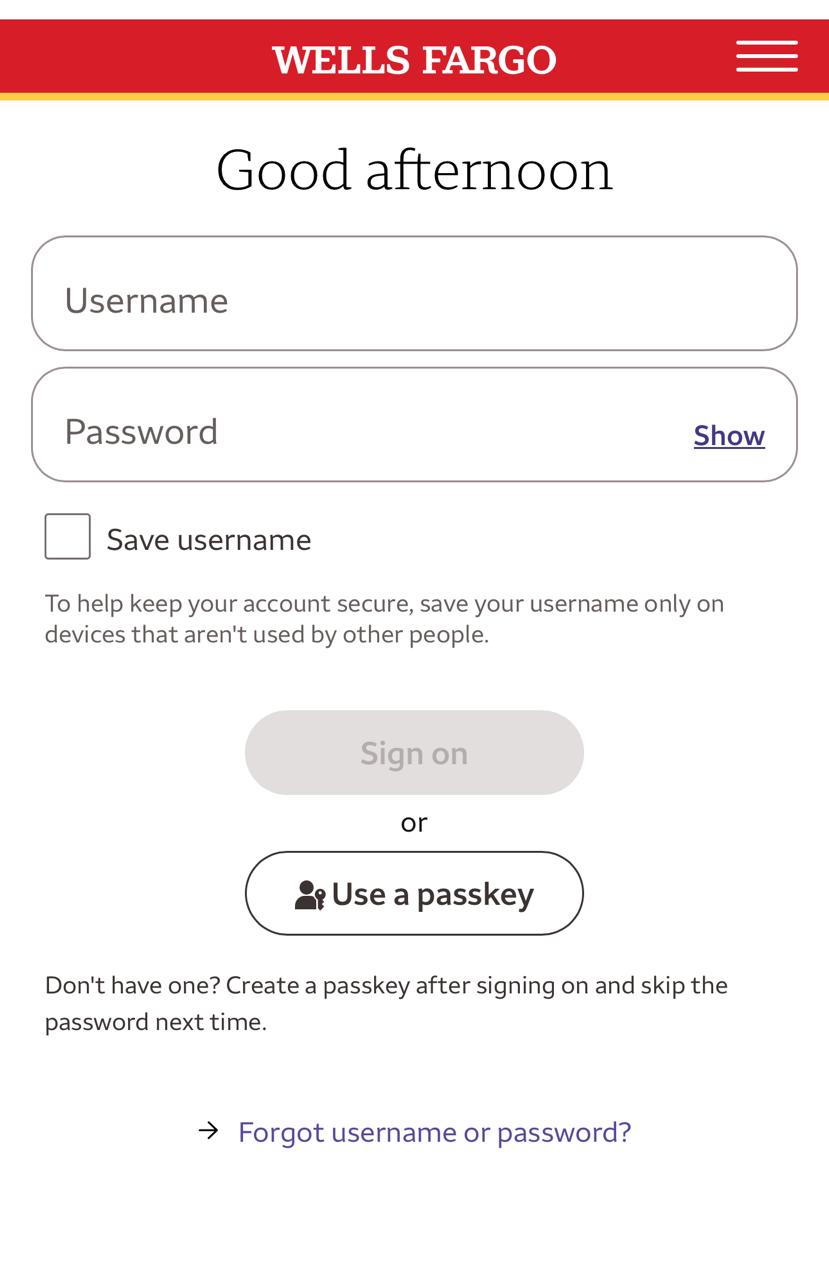 WELLS FARGO
Good afternoon
Username
Password
Show
Save username
To help keep your account secure, save your username only on
devices that aren't used by other people.
Sign on
or
Use a passkey
Don't have one? Create a passkey after signing on and skip the
password next time.
Forgot username or password?